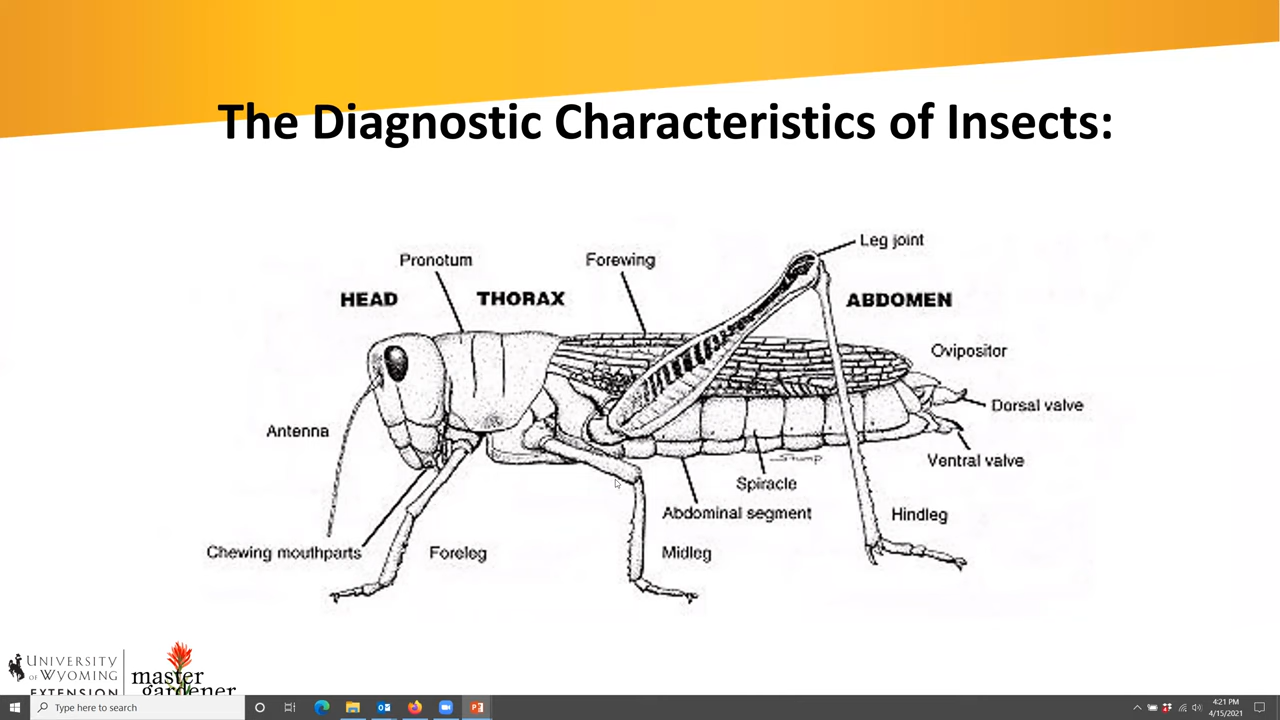 The Diagnostic Characteristics of Insects:
Leg joint
Pronotum
Forewing
HEAD
THORAX
ABDOMEN
Ovipositor
Dorsal valve
Antenna
Ventral valve
Spiracle
Abdominal segment
Hindleg
Chewing mouthparts
Foreleg
Midleg
UNIVERSITY
OF WYOMING
EXTENSION
master
gardener
Type here to search
4:21 PM
4/15/2021